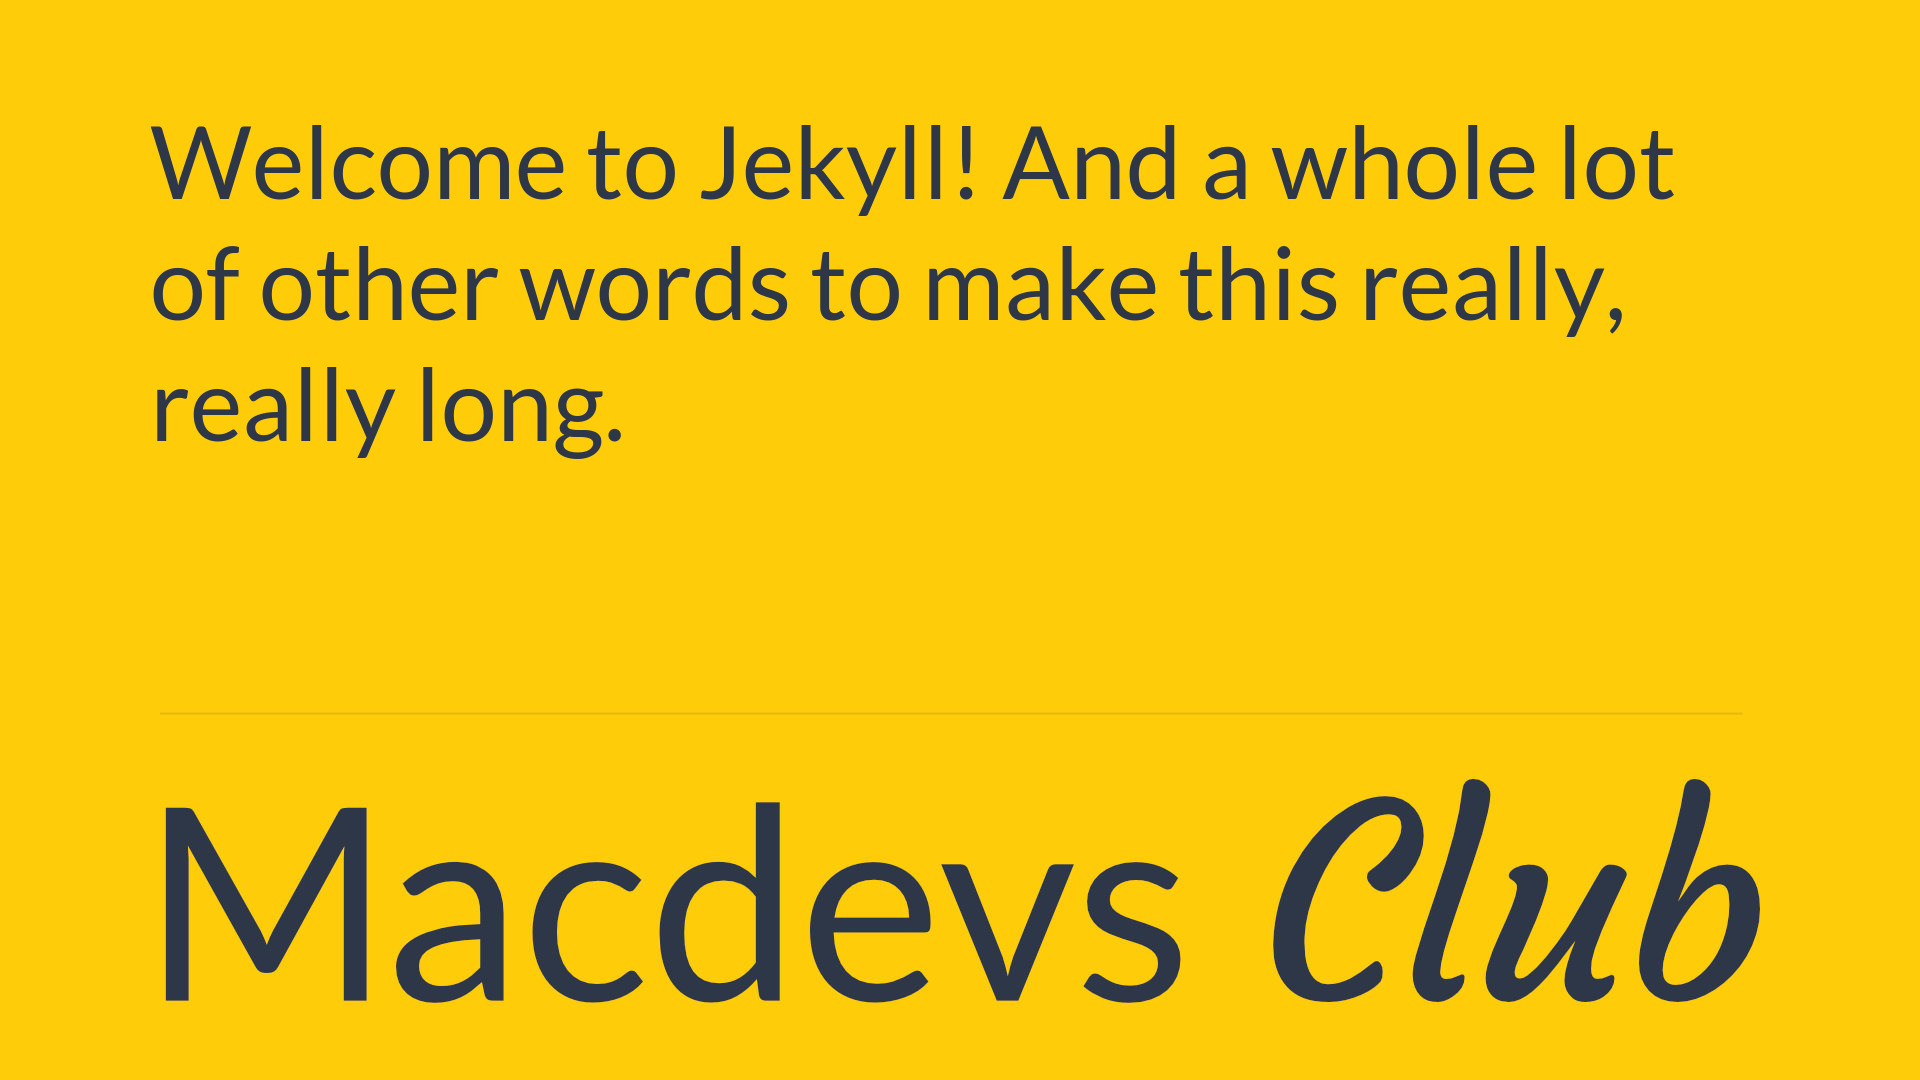 Welcome to Jekyll! And a whole lot
of other words to make this really,
really long.
Macdevs Club